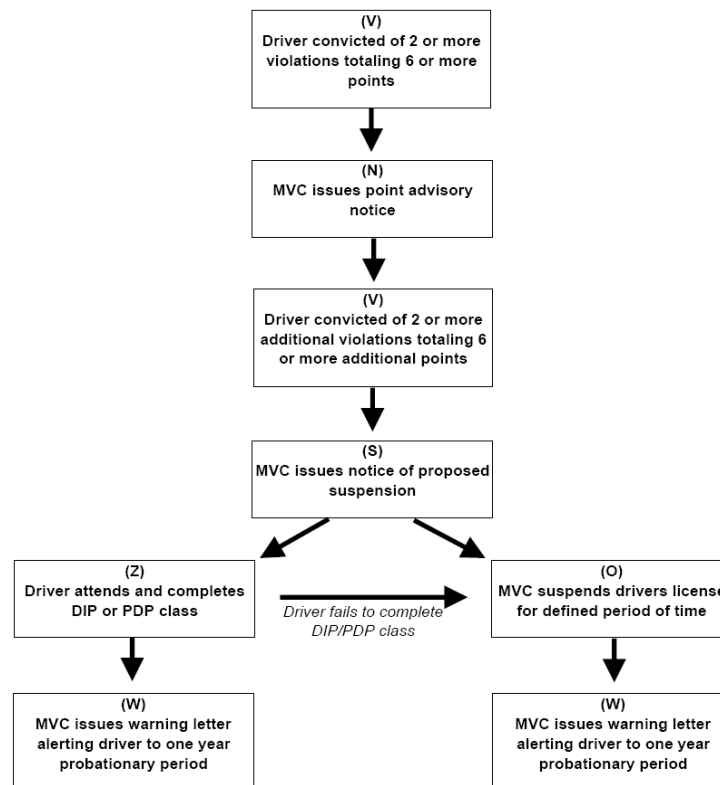 (V)
Driver convicted of 2 or more
violations totaling 6 or more
points
(N)
MVC issues point advisory
notice
(V)
Driver convicted of 2 or more
additional violations totaling 6
or more additional points
(S)
MVC issues notice of proposed
suspension
(Z)
Driver attends and completes
DIP or PDP class
Driver fails to complete
DIP/PDP class
(O)
MVC suspends drivers license
for defined period of time
(W)
MVC issues warning letter
alerting driver to one year
probationary period
(W)
MVC issues warning letter
alerting driver to one year
probationary period